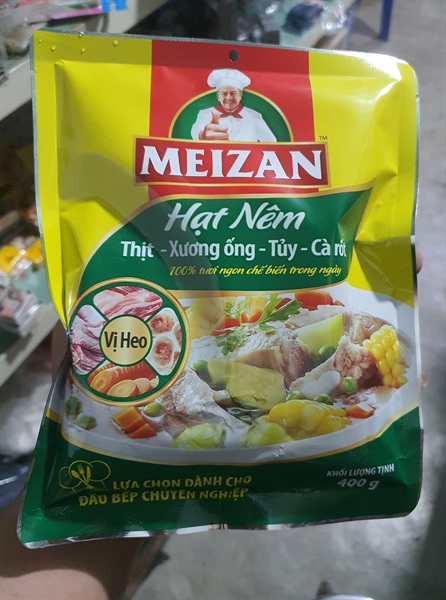 MEIZAN
TM
Hạt Nêm
Thịt - Xương ống - Tủy - Cà rốt
100% tươi ngon chế biến trong ngày
Vị Heo
LỰA CHỌN DÀNH CHO
ĐẦU BẾP CHUYÊN NGHIỆP
KHỐI LƯỢNG TỊNH
400 g